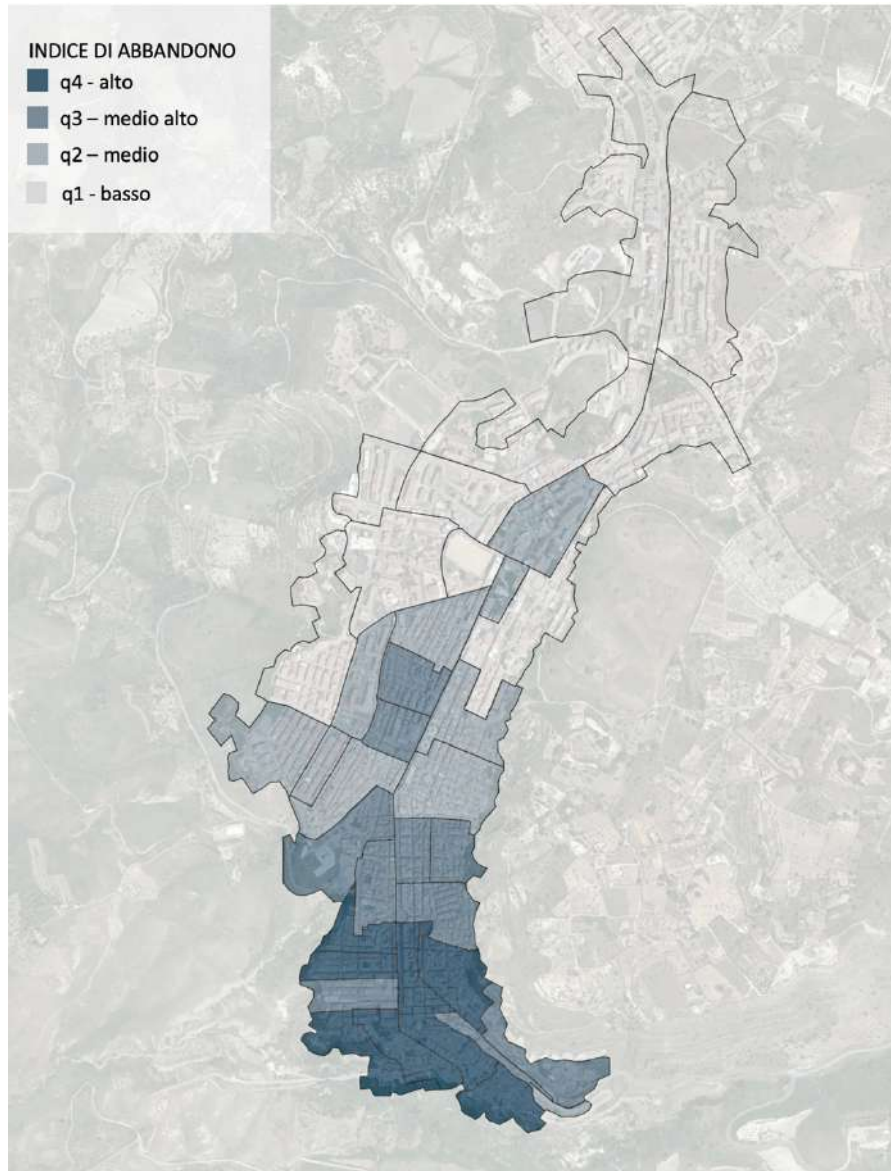 INDICE DI ABBANDONO
q4 - alto
q3 – medio alto
q2 – medio
q1 - basso